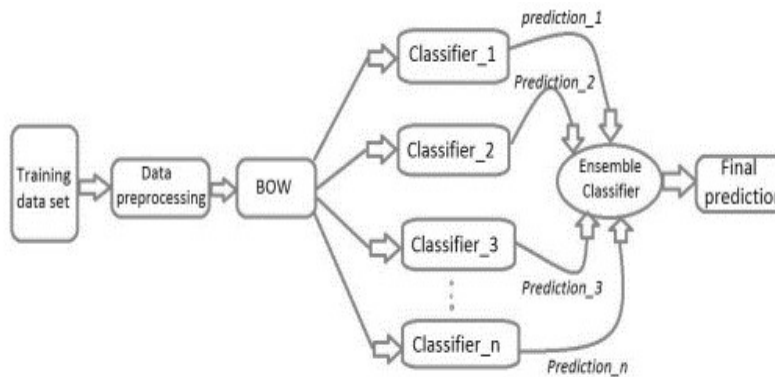 Training
data set
Data
preprocessing
BOW
Classifier_1
Classifier_2
Classifier_3
Classifier_n
prediction_1
Prediction_2
Prediction_3
Prediction_n
Ensemble
Classifier
Final
prediction